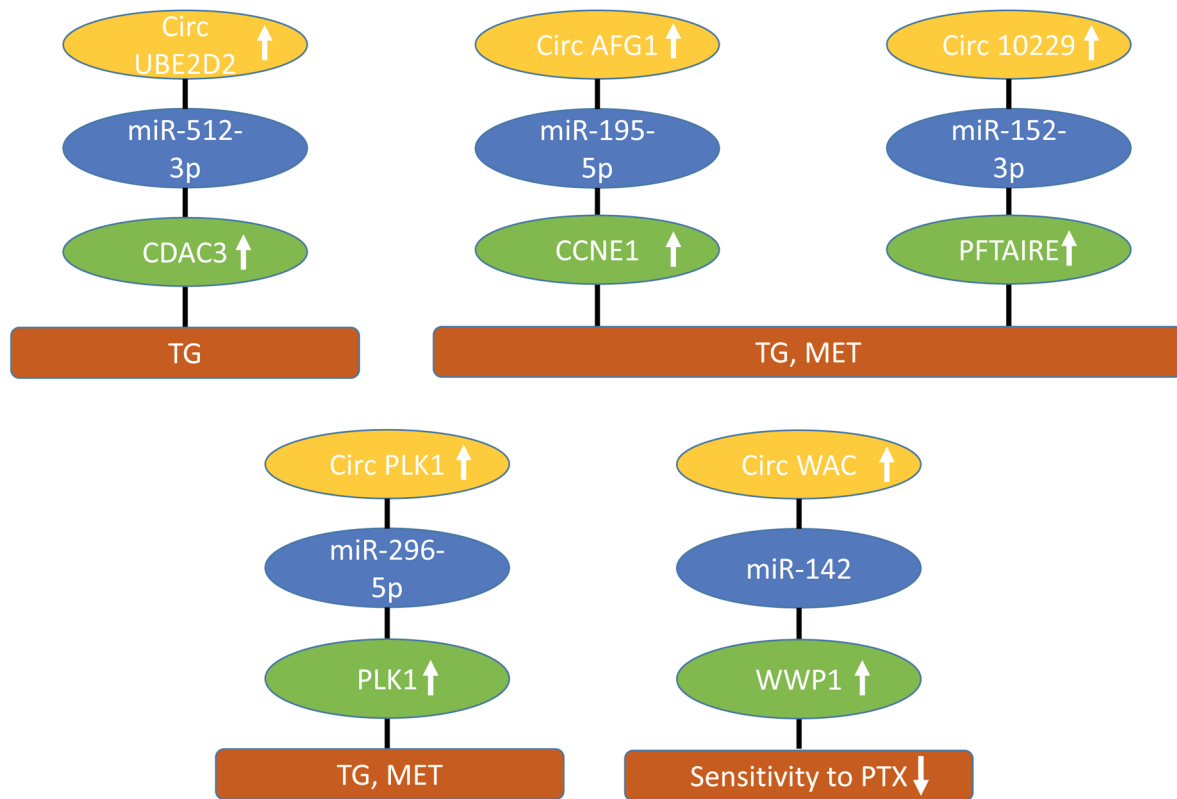 Circ
UBE2D2
miR-512-
3p
CDAC3
TG
Circ AFG1
miR-195-
5p
CCNE1
Circ 10229
miR-152-
3p
PFTAIRE
TG, MET
Circ PLK1
miR-296-
5p
PLK1
TG, MET
Circ WAC
miR-142
WWP1
Sensitivity to PTX